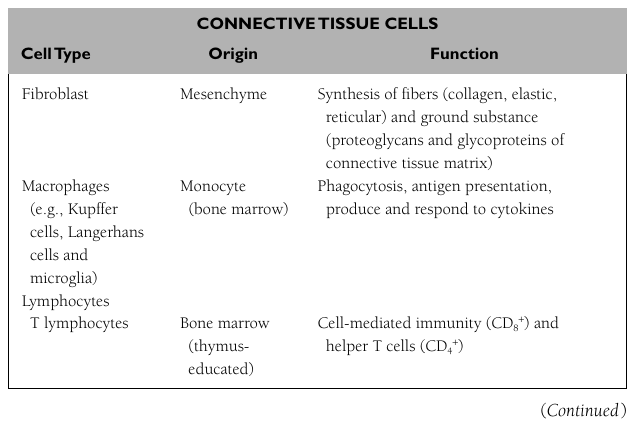 CONNECTIVE TISSUE CELLS
Cell Type Origin Function
Fibroblast Mesenchyme Synthesis of fibers (collagen, elastic,
reticular) and ground substance
(proteoglycans and glycoproteins of
connective tissue matrix)
Macrophages Monocyte Phagocytosis, antigen presentation,
(e.g., Kupffer (bone marrow) produce and respond to cytokines
cells, Langerhans
cells and
microglia)
Lymphocytes
T lymphocytes Bone marrow Cell-mediated immunity (CD₈⁺) and
(thymus- helper T cells (CD₄⁺)
educated)
(Continued)